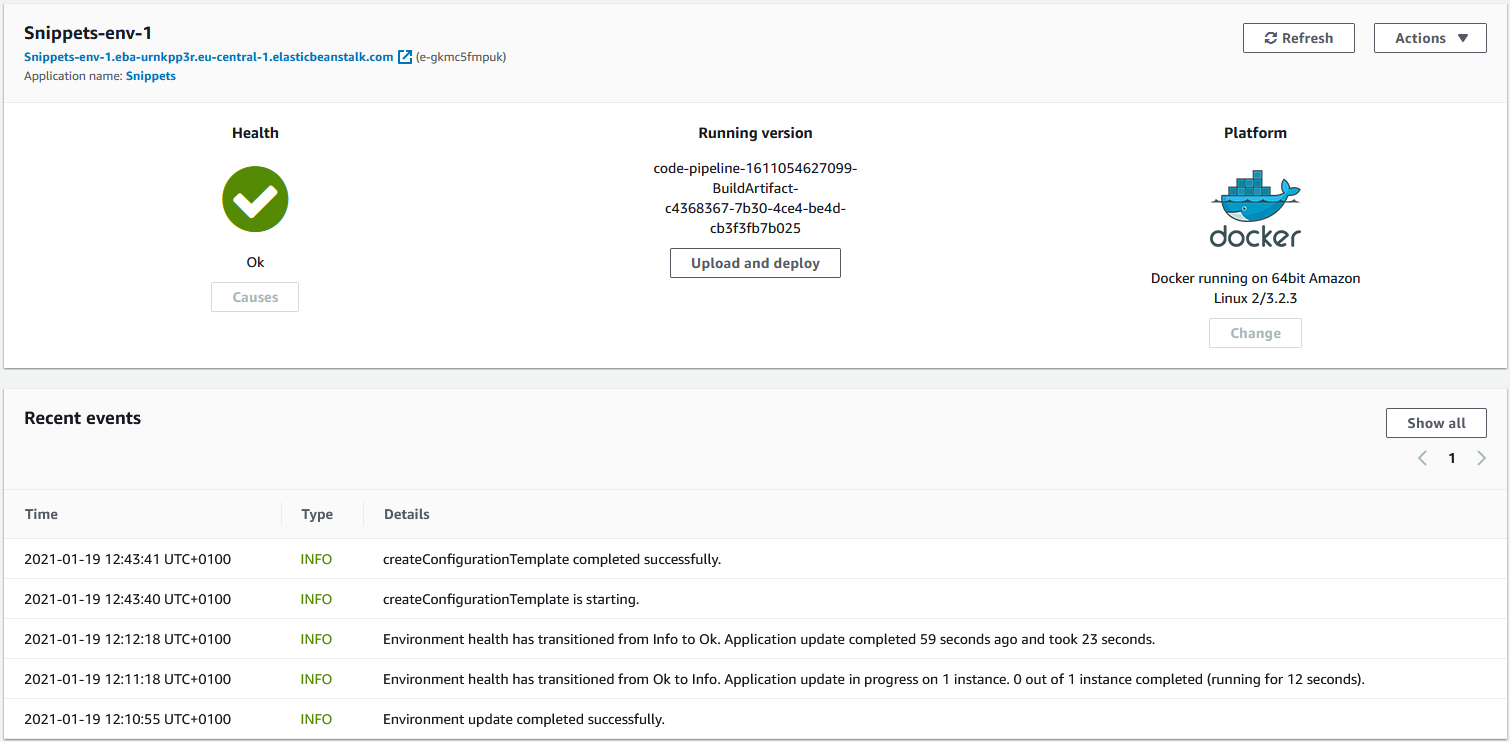 Snippets-env-1
Snippets-env-1.eba-urnkpp3r.eu-central-1.elasticbeanstalk.com (e-gkmc5fmpuk)
Application name: Snippets
Refresh
Actions
Health
Ok
Causes
Running version
code-pipeline-1611054627099-
BuildArtifact-
c4368367-7b30-4ce4-be4d-
cb3f3fb7b025
Upload and deploy
Platform
docker
Docker running on 64bit Amazon
Linux 2/3.2.3
Change
Recent events
Show all
1
Time Type Details
2021-01-19 12:43:41 UTC+0100 INFO createConfigurationTemplate completed successfully.
2021-01-19 12:43:40 UTC+0100 INFO createConfigurationTemplate is starting.
2021-01-19 12:12:18 UTC+0100 INFO Environment health has transitioned from Info to Ok. Application update completed 59 seconds ago and took 23 seconds.
2021-01-19 12:11:18 UTC+0100 INFO Environment health has transitioned from Ok to Info. Application update in progress on 1 instance. 0 out of 1 instance completed (running for 12 seconds).
2021-01-19 12:10:55 UTC+0100 INFO Environment update completed successfully.